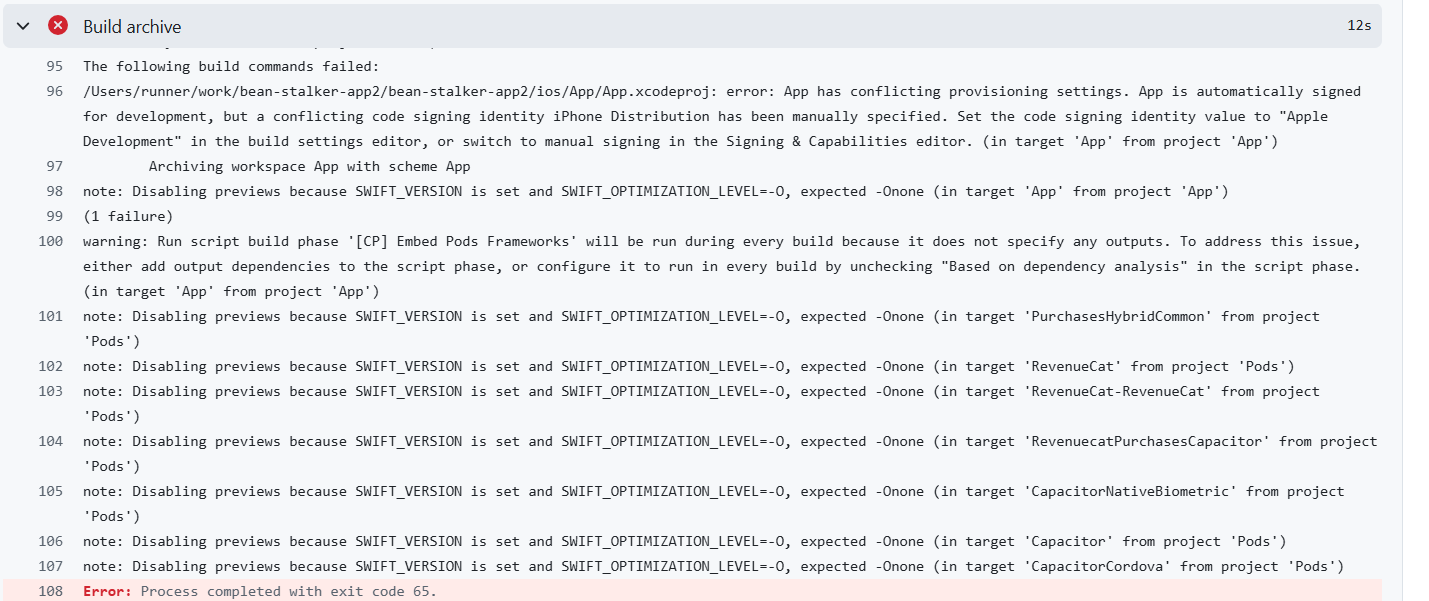 Build archive
12s
95 The following build commands failed:
96 /Users/runner/work/bean-stalker-app2/bean-stalker-app2/ios/App/App.xcodeproj: error: App has conflicting provisioning settings. App is automatically signed
for development, but a conflicting code signing identity iPhone Distribution has been manually specified. Set the code signing identity value to "Apple
Development" in the build settings editor, or switch to manual signing in the Signing & Capabilities editor. (in target 'App' from project 'App')
97 Archiving workspace App with scheme App
98 note: Disabling previews because SWIFT_VERSION is set and SWIFT_OPTIMIZATION_LEVEL=-O, expected -Onone (in target 'App' from project 'App')
99 (1 failure)
100 warning: Run script build phase '[CP] Embed Pods Frameworks' will be run during every build because it does not specify any outputs. To address this issue,
either add output dependencies to the script phase, or configure it to run in every build by unchecking "Based on dependency analysis" in the script phase.
(in target 'App' from project 'App')
101 note: Disabling previews because SWIFT_VERSION is set and SWIFT_OPTIMIZATION_LEVEL=-O, expected -Onone (in target 'PurchasesHybridCommon' from project
'Pods')
102 note: Disabling previews because SWIFT_VERSION is set and SWIFT_OPTIMIZATION_LEVEL=-O, expected -Onone (in target 'RevenueCat' from project 'Pods')
103 note: Disabling previews because SWIFT_VERSION is set and SWIFT_OPTIMIZATION_LEVEL=-O, expected -Onone (in target 'RevenueCat-RevenueCat' from project
'Pods')
104 note: Disabling previews because SWIFT_VERSION is set and SWIFT_OPTIMIZATION_LEVEL=-O, expected -Onone (in target 'RevenuecatPurchasesCapacitor' from project
'Pods')
105 note: Disabling previews because SWIFT_VERSION is set and SWIFT_OPTIMIZATION_LEVEL=-O, expected -Onone (in target 'CapacitorNativeBiometric' from project
'Pods')
106 note: Disabling previews because SWIFT_VERSION is set and SWIFT_OPTIMIZATION_LEVEL=-O, expected -Onone (in target 'Capacitor' from project 'Pods')
107 note: Disabling previews because SWIFT_VERSION is set and SWIFT_OPTIMIZATION_LEVEL=-O, expected -Onone (in target 'CapacitorCordova' from project 'Pods')
108 Error: Process completed with exit code 65.